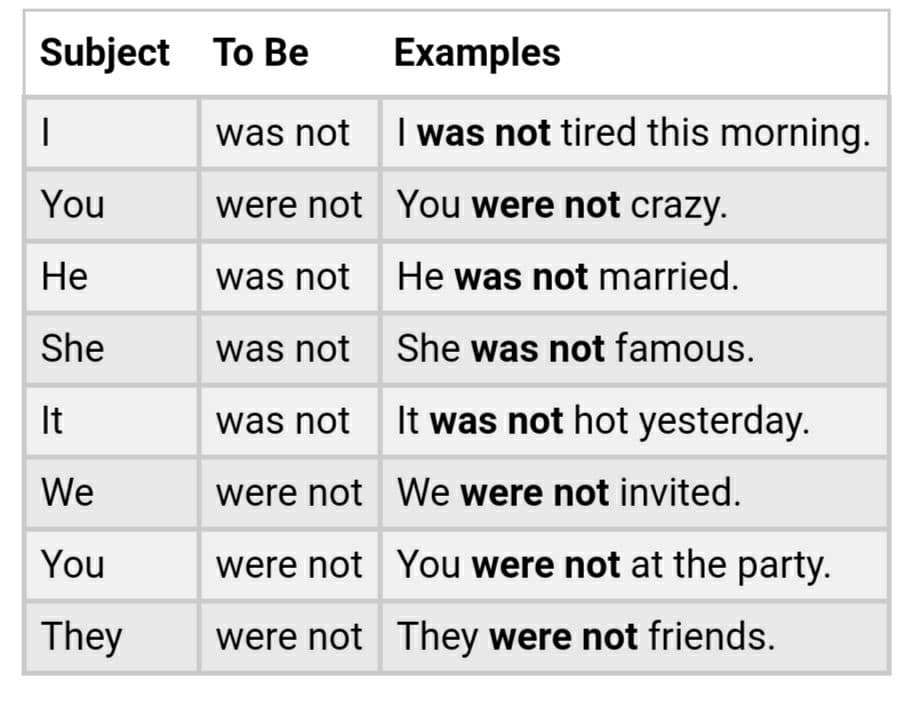 Subject To Be Examples
I was not I was not tired this morning.
You were not You were not crazy.
He was not He was not married.
She was not She was not famous.
It was not It was not hot yesterday.
We were not We were not invited.
You were not You were not at the party.
They were not They were not friends.